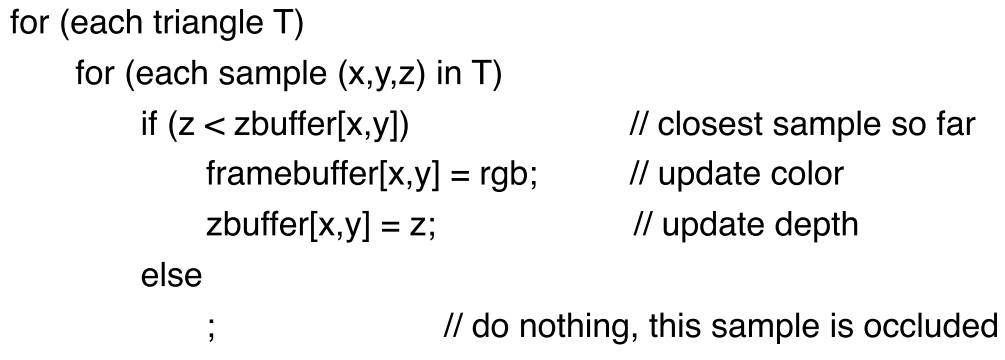 for (each triangle T)
for (each sample (x,y,z) in T)
if (z < zbuffer[x,y]) // closest sample so far
framebuffer[x,y] = rgb; // update color
zbuffer[x,y] = z; // update depth
else
; // do nothing, this sample is occluded